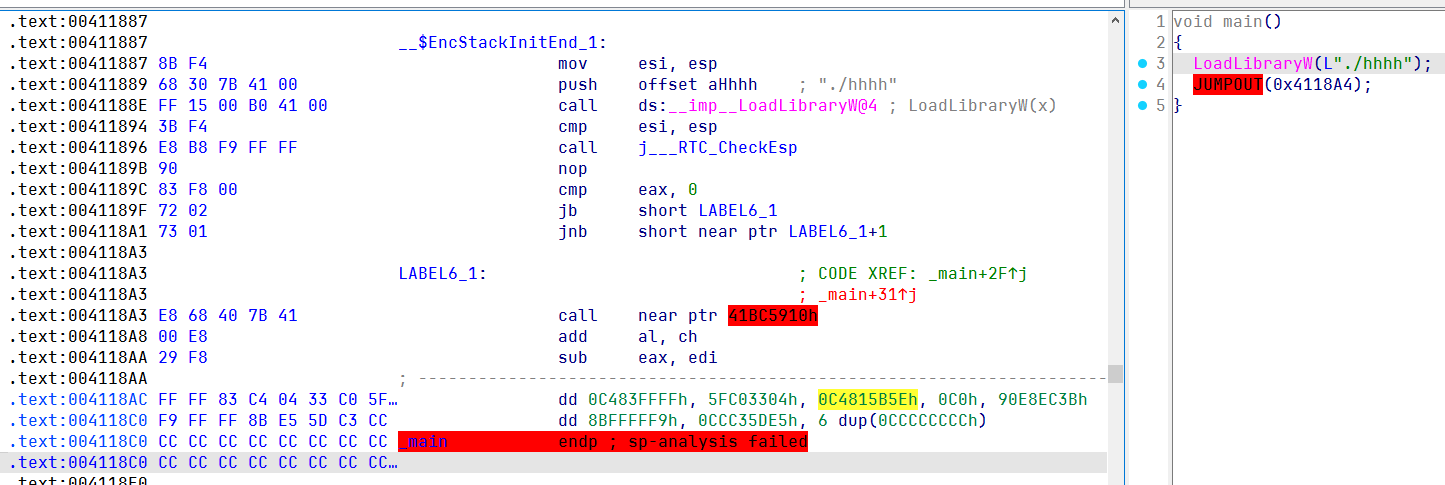 .text:00411887
.text:00411887 __$EncStackInitEnd_1:
.text:00411887 8B F4 mov esi, esp
.text:00411889 68 30 7B 41 00 push offset aHhhh ; "./hhhh"
.text:0041188E FF 15 00 B0 41 00 call ds:__imp__LoadLibraryW@4 ; LoadLibraryW(x)
.text:00411894 3B F4 cmp esi, esp
.text:00411896 E8 B8 F9 FF FF call j___RTC_CheckEsp
.text:0041189B 90 nop
.text:0041189C 83 F8 00 cmp eax, 0
.text:0041189F 72 02 jb short LABEL6_1
.text:004118A1 73 01 jnb short near ptr LABEL6_1+1
.text:004118A3
.text:004118A3 LABEL6_1: ; CODE XREF: _main+2F↑j
.text:004118A3 ; _main+31↑j
.text:004118A3 E8 68 40 7B 41 call near ptr 41BC5910h
.text:004118A8 00 E8 add al, ch
.text:004118AA 29 F8 sub eax, edi
.text:004118AA ; ---------------------------------------------------------------------------
.text:004118AC FF FF 83 C4 04 33 C0 5F… dd 0C483FFFFh, 5FC03304h, 0C4815B5Eh, 0C0h, 90E8EC3Bh
.text:004118C0 F9 FF FF 8B E5 5D C3 CC dd 8BFFFFF9h, 0CCC35DE5h, 6 dup(0CCCCCCCCh)
.text:004118C0 CC CC CC CC CC CC CC CC _main endp ; sp-analysis failed
.text:004118C0 CC CC CC CC CC CC CC CC…
.text:004118E0
1 void main()
2 {
3 LoadLibraryW(L"./hhhh");
4 JUMPOUT(0x4118A4);
5 }